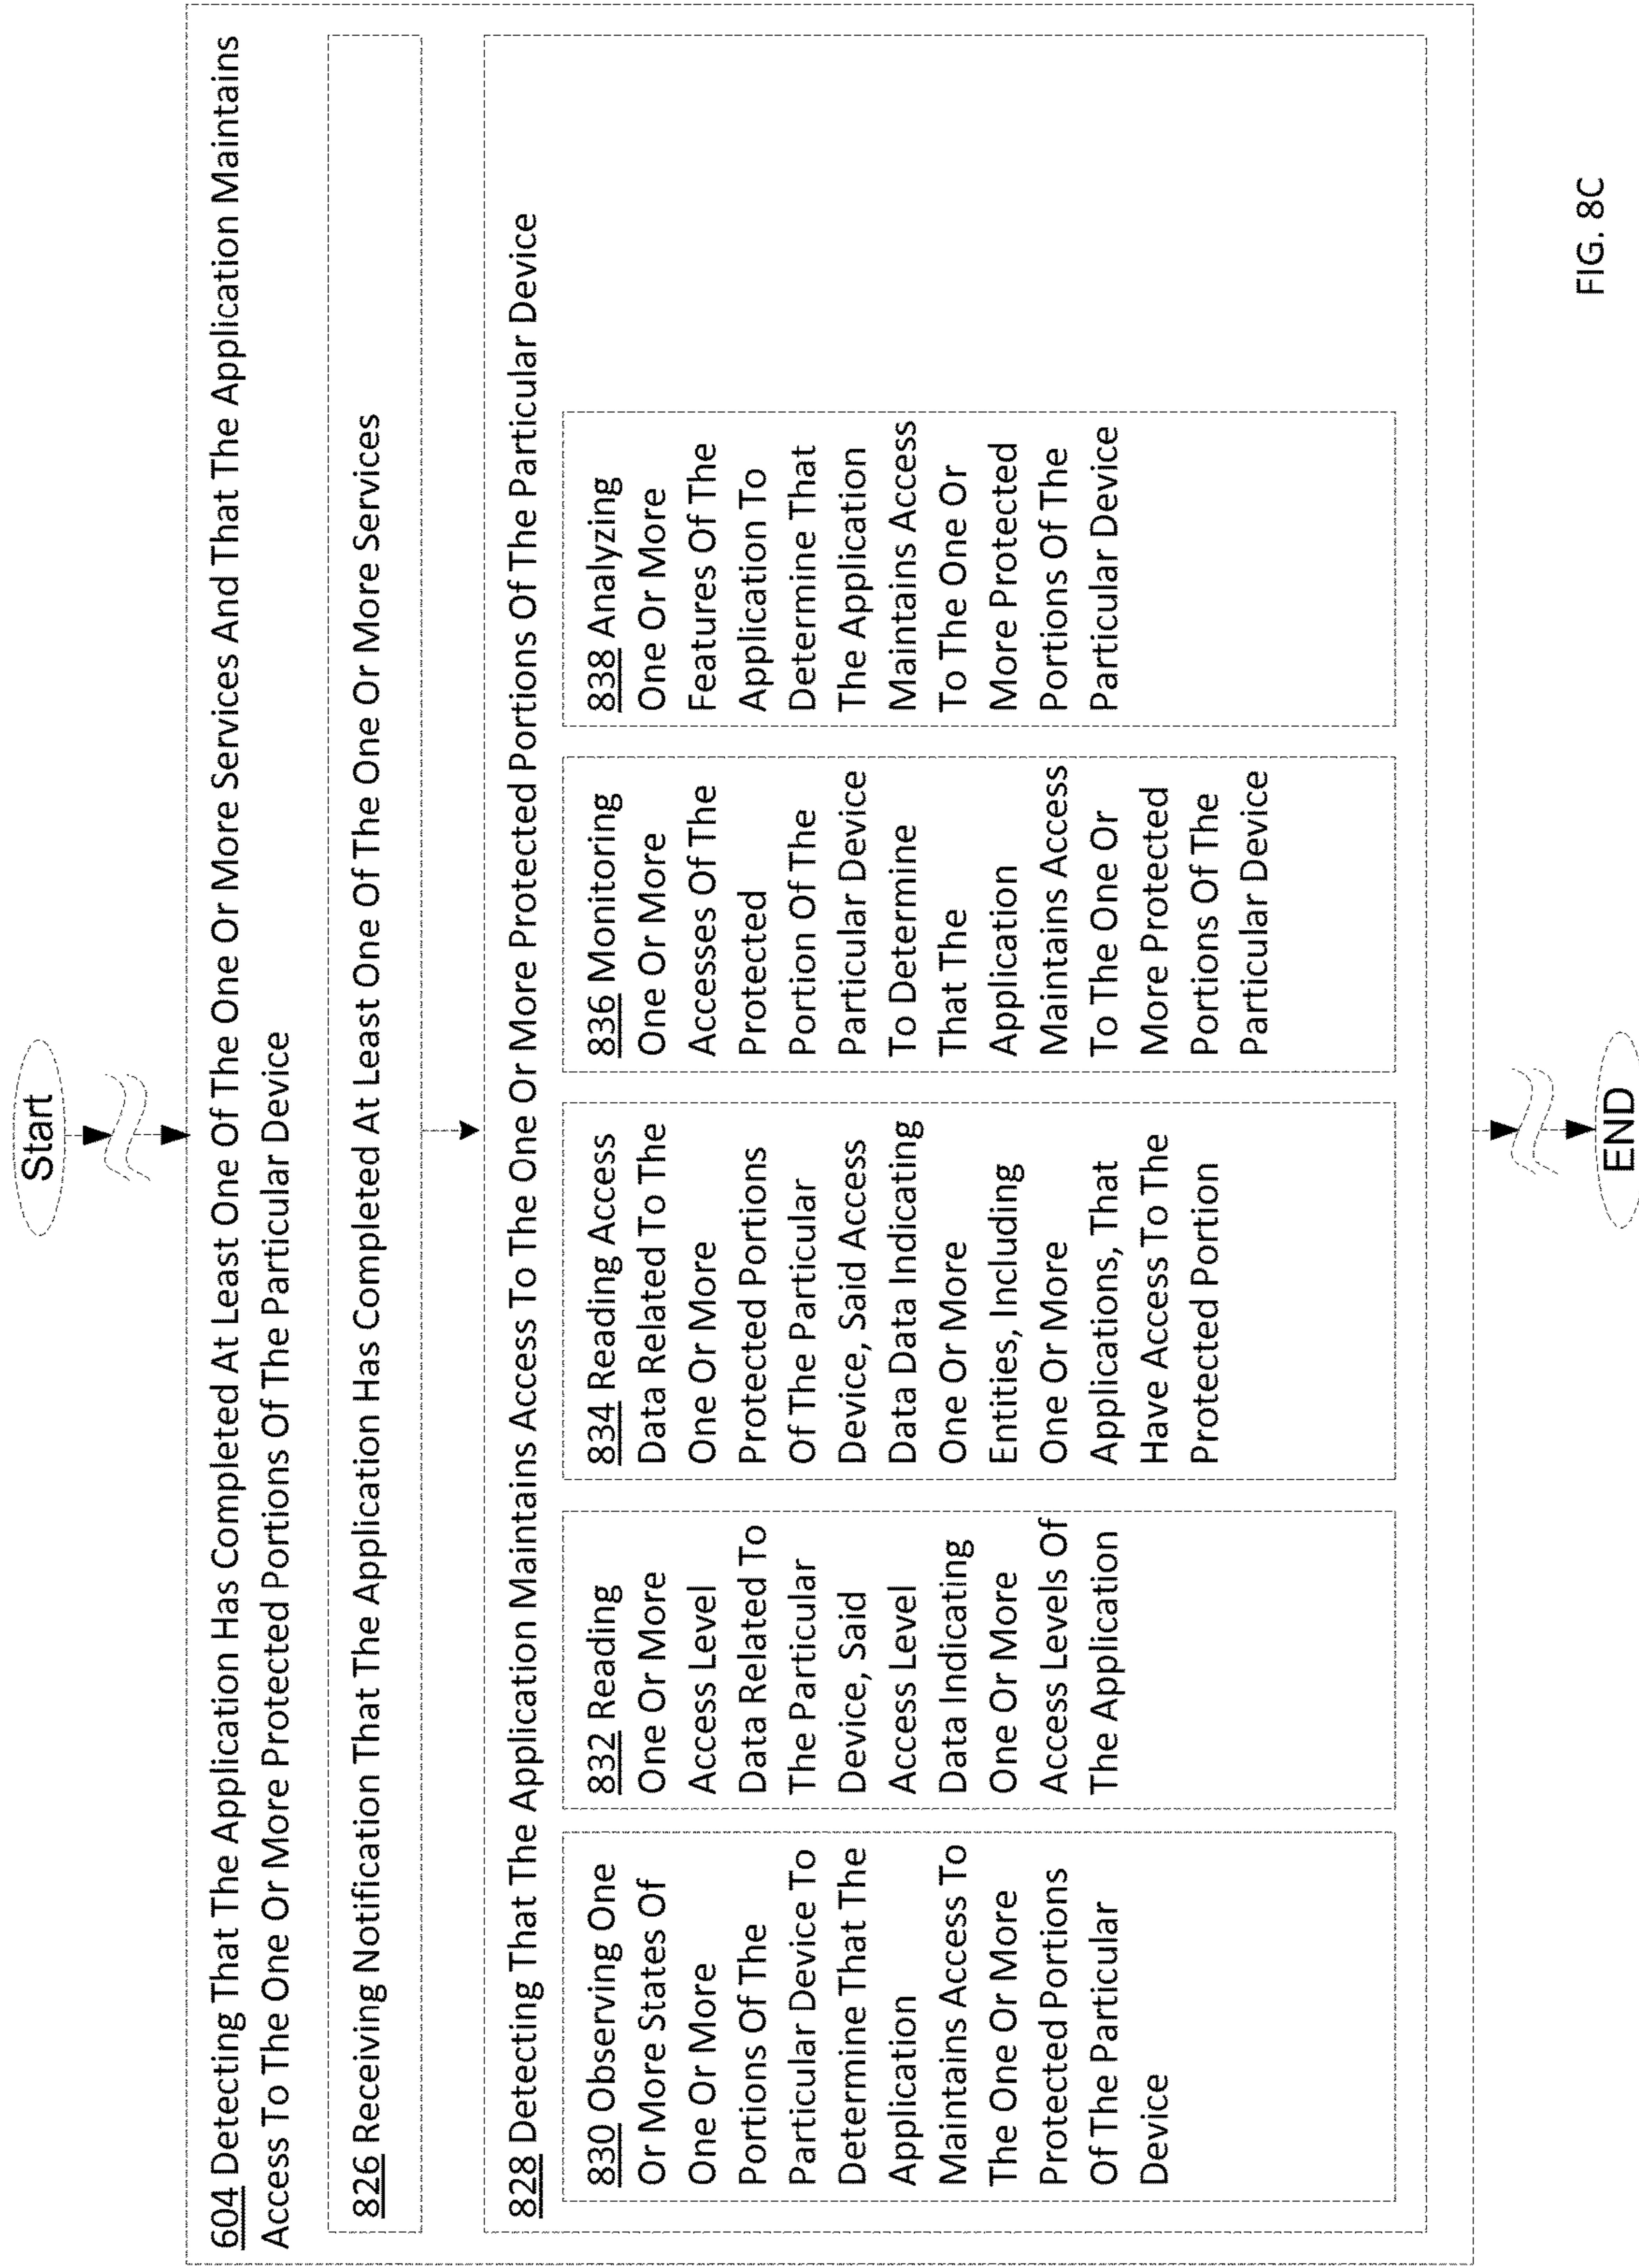 Start
604 Detecting That The Application Has Completed At Least One Of The One Or More Services And That The Application Maintains
Access To The One Or More Protected Portions Of The Particular Device
826 Receiving Notification That The Application Has Completed At Least One Of The One Or More Services
828 Detecting That The Application Maintains Access To The One Or More Protected Portions Of The Particular Device
830 Observing One
Or More States Of
One Or More
Portions Of The
Particular Device To
Determine That The
Application
Maintains Access To
The One Or More
Protected Portions
Of The Particular
Device
832 Reading
One Or More
Access Level
Data Related To
The Particular
Device, Said
Access Level
Data Indicating
One Or More
Access Levels Of
The Application
834 Reading Access
Data Related To The
One Or More
Protected Portions
Of The Particular
Device, Said Access
Data Data Indicating
One Or More
Entities, Including
One Or More
Applications, That
Have Access To The
Protected Portion
836 Monitoring
One Or More
Accesses Of The
Protected
Portion Of The
Particular Device
To Determine
That The
Application
Maintains Access
To The One Or
More Protected
Portions Of The
Particular Device
838 Analyzing
One Or More
Features Of The
Application To
Determine That
The Application
Maintains Access
To The One Or
More Protected
Portions Of The
Particular Device
END
FIG. 8C